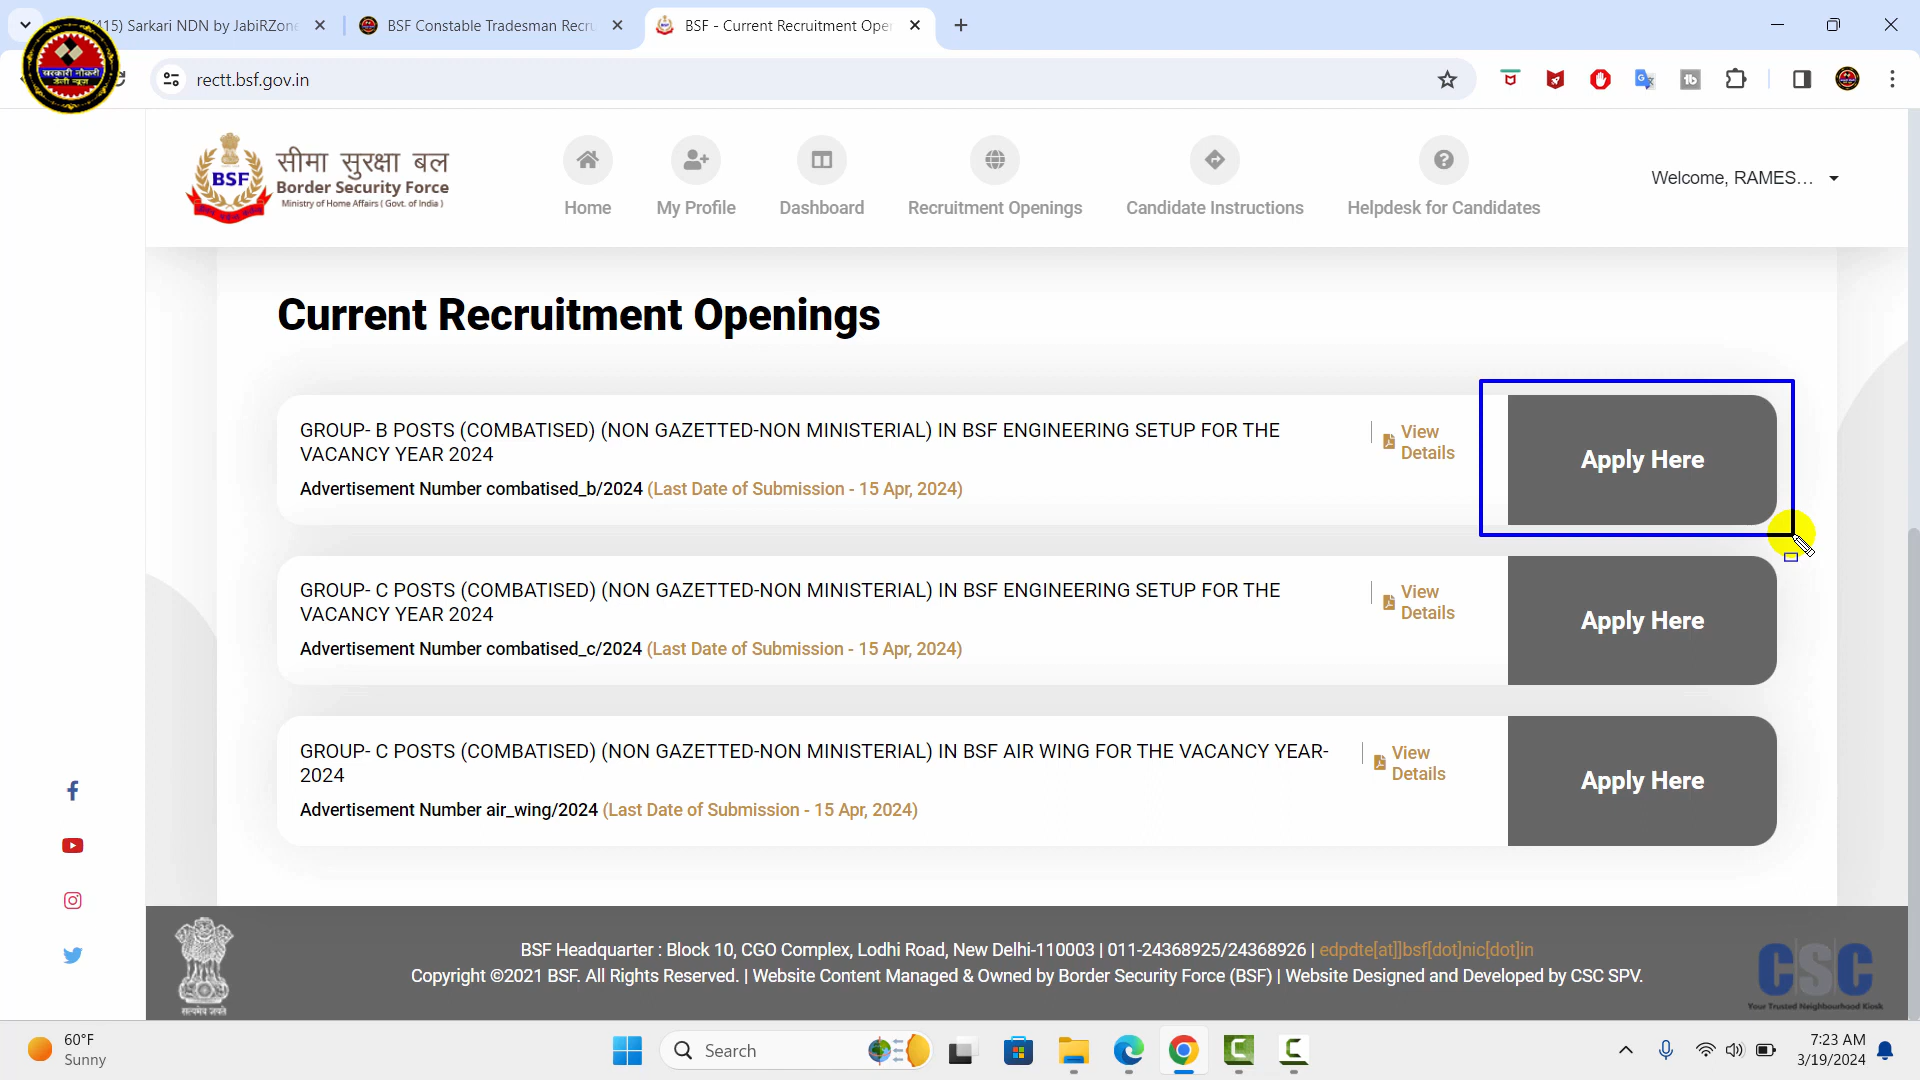 415) Sarkari NDN by JabiRZone
BSF Constable Tradesman Recru
BSF - Current Recruitment Oper
सरकारी नौकरी
rectt.bsf.gov.in
BSF
सीमा सुरक्षा बल
Border Security Force
Ministry of Home Affairs ( Govt. of India )
Home
My Profile
Dashboard
Recruitment Openings
Candidate Instructions
Helpdesk for Candidates
Welcome, RAMES...
Current Recruitment Openings
GROUP- B POSTS (COMBATISED) (NON GAZETTED-NON MINISTERIAL) IN BSF ENGINEERING SETUP FOR THE
VACANCY YEAR 2024
Advertisement Number combatised_b/2024 (Last Date of Submission - 15 Apr, 2024)
View
Details
Apply Here
GROUP- C POSTS (COMBATISED) (NON GAZETTED-NON MINISTERIAL) IN BSF ENGINEERING SETUP FOR THE
VACANCY YEAR 2024
Advertisement Number combatised_c/2024 (Last Date of Submission - 15 Apr, 2024)
View
Details
Apply Here
GROUP- C POSTS (COMBATISED) (NON GAZETTED-NON MINISTERIAL) IN BSF AIR WING FOR THE VACANCY YEAR-
2024
Advertisement Number air_wing/2024 (Last Date of Submission - 15 Apr, 2024)
View
Details
Apply Here
सत्यमेव जयते
BSF Headquarter : Block 10, CGO Complex, Lodhi Road, New Delhi-110003 | 011-24368925/24368926 | edpdte[at]]bsf[dot]nic[dot]in
Copyright ©2021 BSF. All Rights Reserved. | Website Content Managed & Owned by Border Security Force (BSF) | Website Designed and Developed by CSC SPV.
CSC
Your Trusted Neighbourhood Kiosk
60°F
Sunny
Search
7:23 AM
3/19/2024